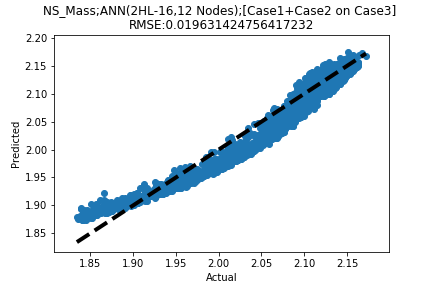 NS_Mass;ANN(2HL-16,12 Nodes);[Case1+Case2 on Case3]
RMSE:0.019631424756417232
2.20
2.15
2.10
2.05
2.00
1.95
1.90
1.85
Predicted
1.85 1.90 1.95 2.00 2.05 2.10 2.15
Actual